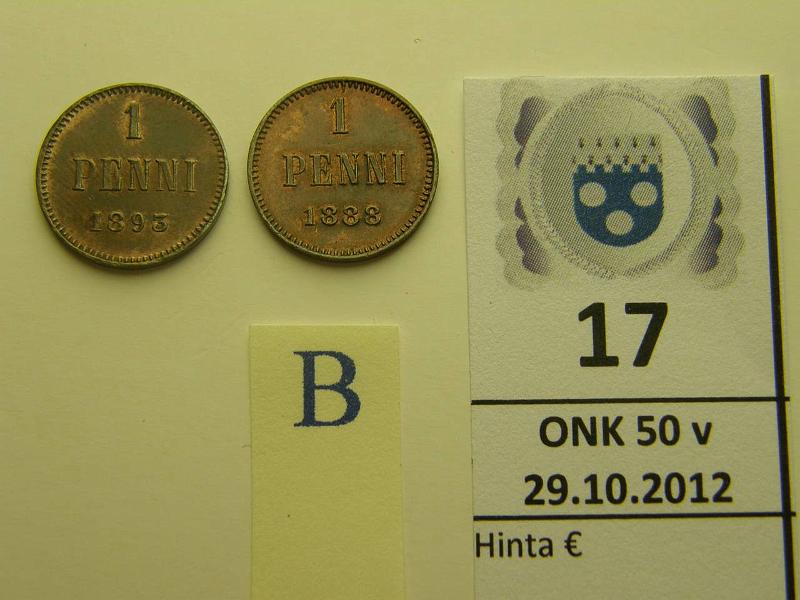 1
PENNI
1893
1
PENNI
1888
B
17
ONK 50 v
29.10.2012
Hinta €